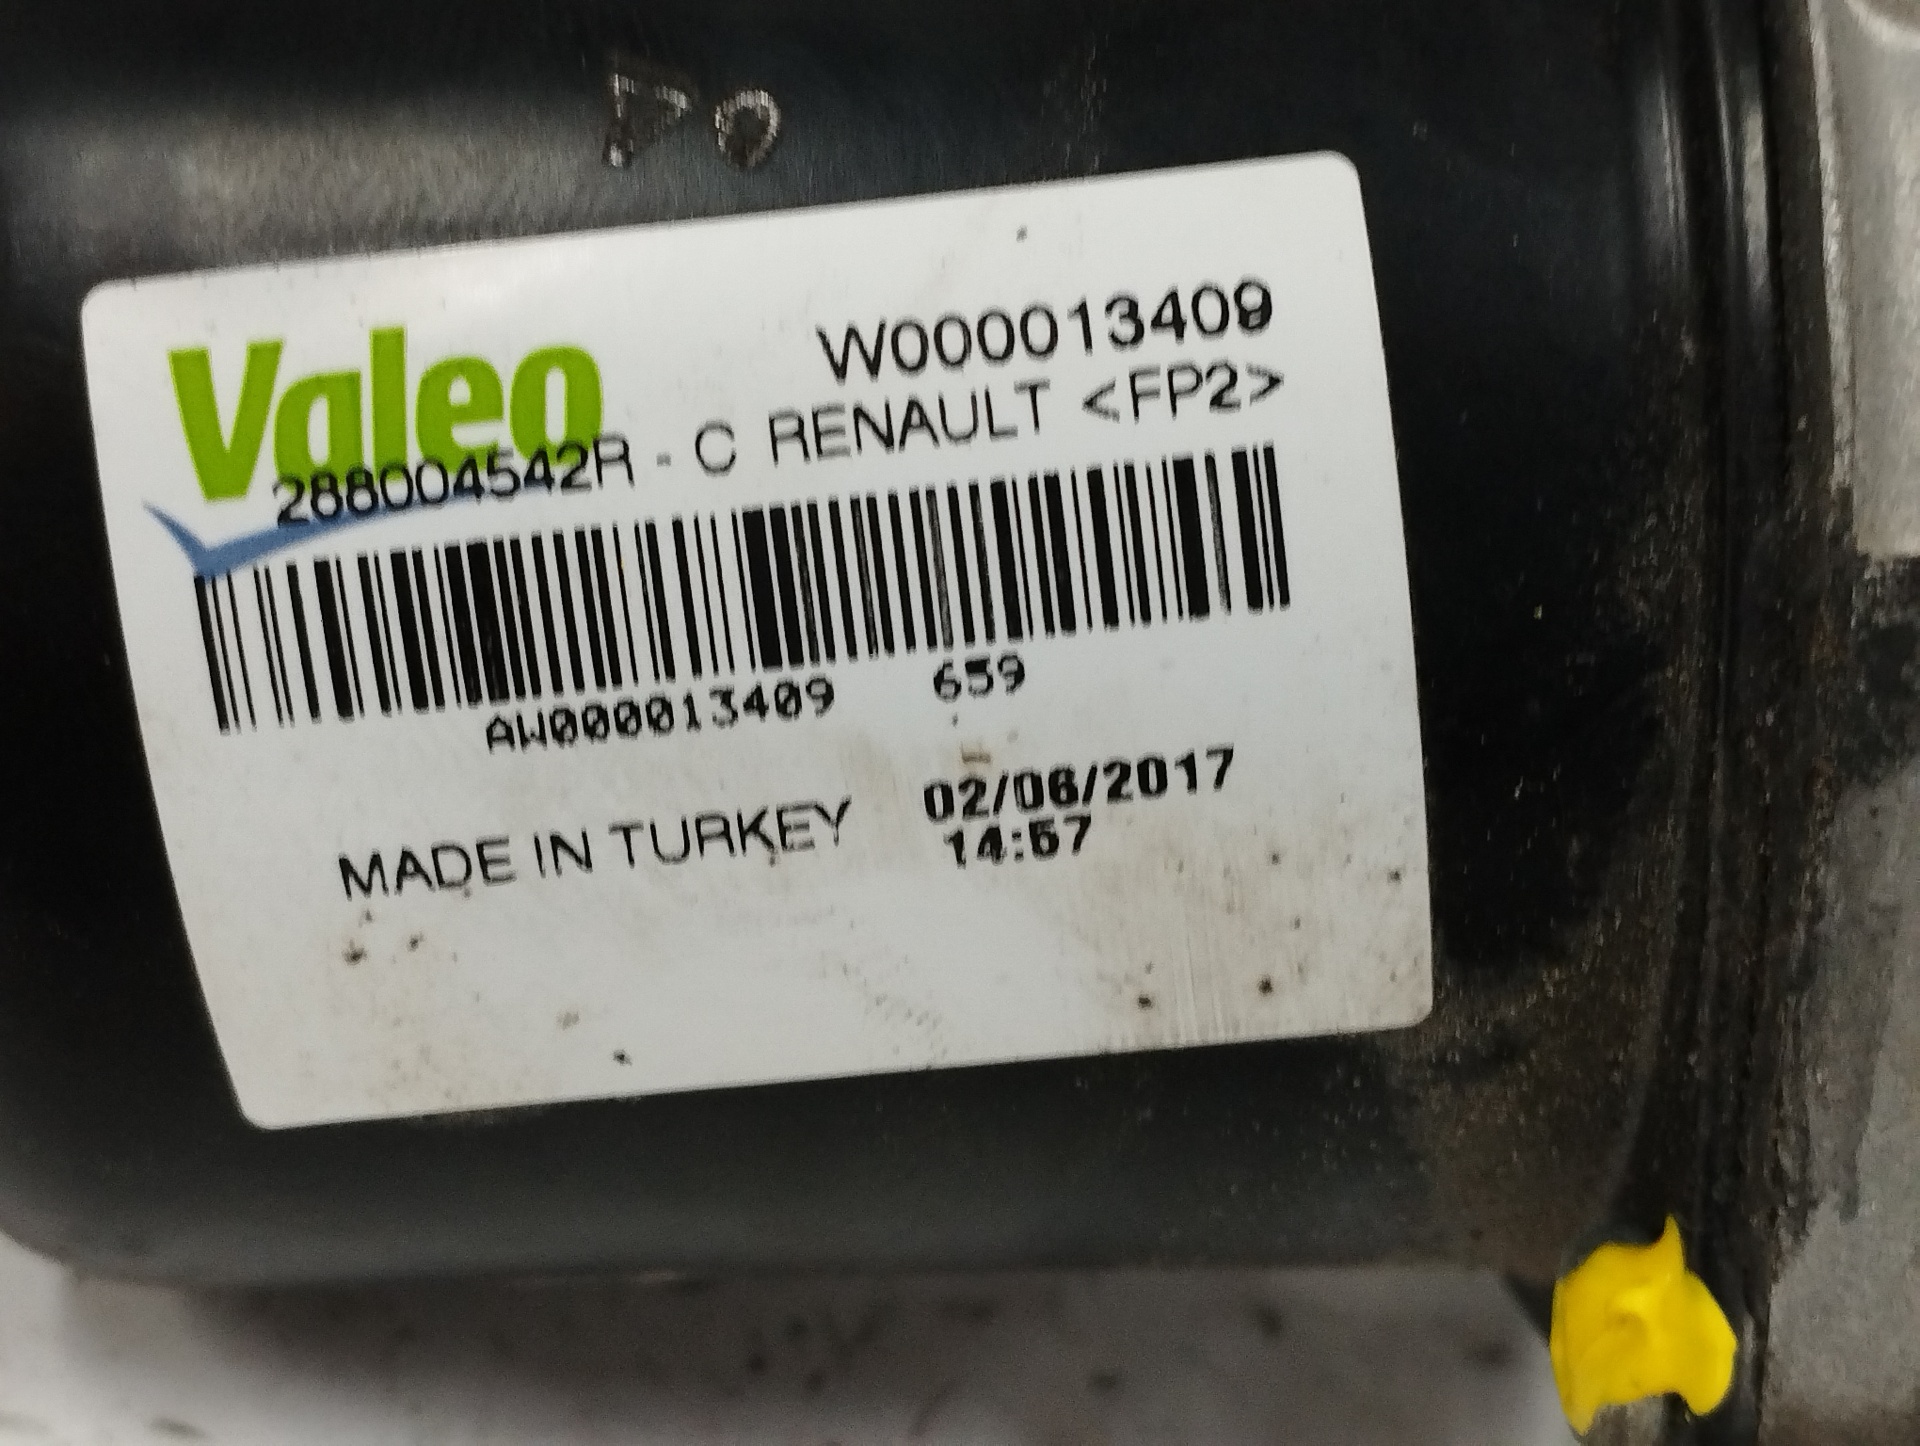 Valeo
W000013409
288004542R - C RENAULT <FP2>
AW000013409 659
MADE IN TURKEY 02/06/2017
14:57